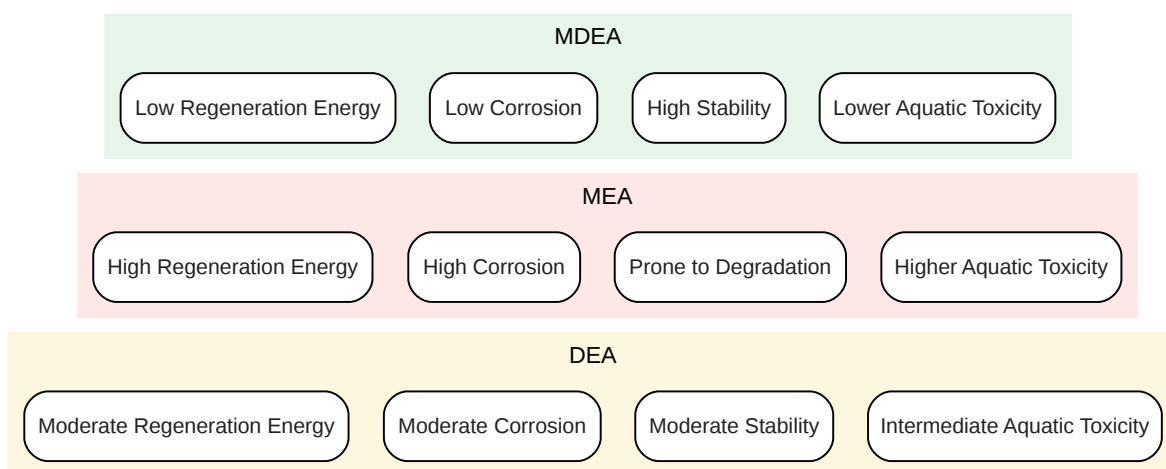 MDEA
Low Regeneration Energy
Low Corrosion
High Stability
Lower Aquatic Toxicity
MEA
High Regeneration Energy
High Corrosion
Prone to Degradation
Higher Aquatic Toxicity
DEA
Moderate Regeneration Energy
Moderate Corrosion
Moderate Stability
Intermediate Aquatic Toxicity